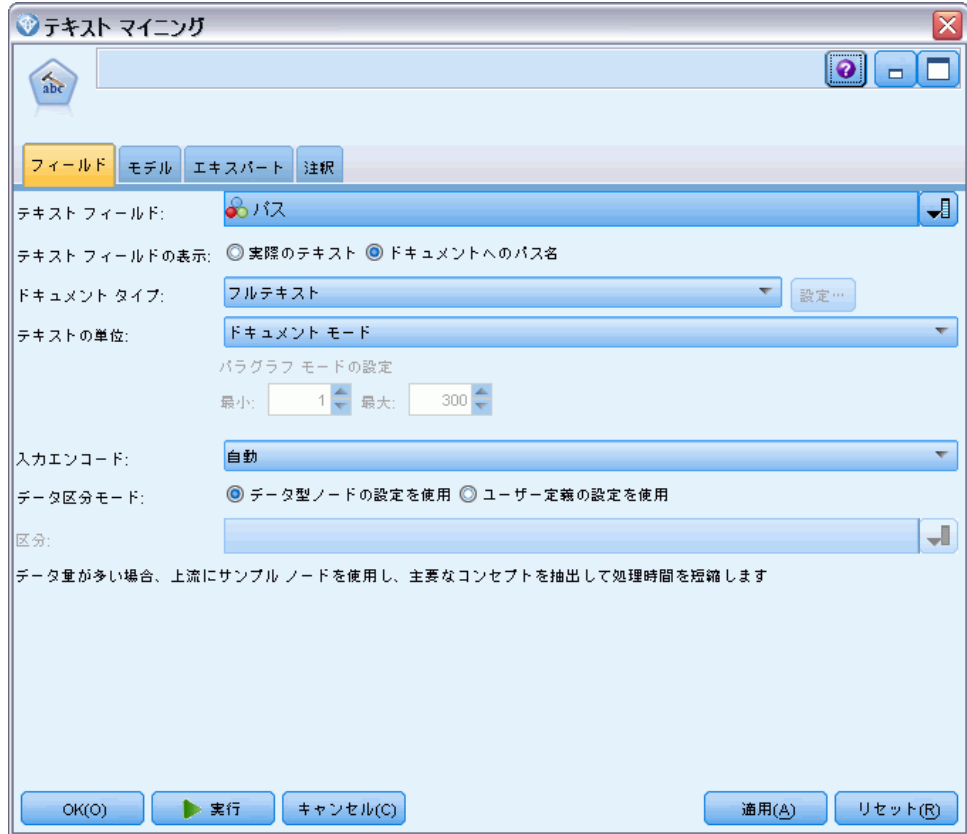 テキスト マイニング
abc
フィールド モデル エキスパート 注釈
テキスト フィールド: パス
テキスト フィールドの表示: 実際のテキスト ドキュメントへのパス名
ドキュメント タイプ: フルテキスト 設定…
テキストの単位: ドキュメント モード
パラグラフ モードの設定
最小: 1 最大: 300
入力エンコード: 自動
データ区分モード: データ型ノードの設定を使用 ユーザー定義の設定を使用
区分:
データ量が多い場合、上流にサンプル ノードを使用し、主要なコンセプトを抽出して処理時間を短縮します
OK(O) 実行 キャンセル(C) 適用(A) リセット(R)